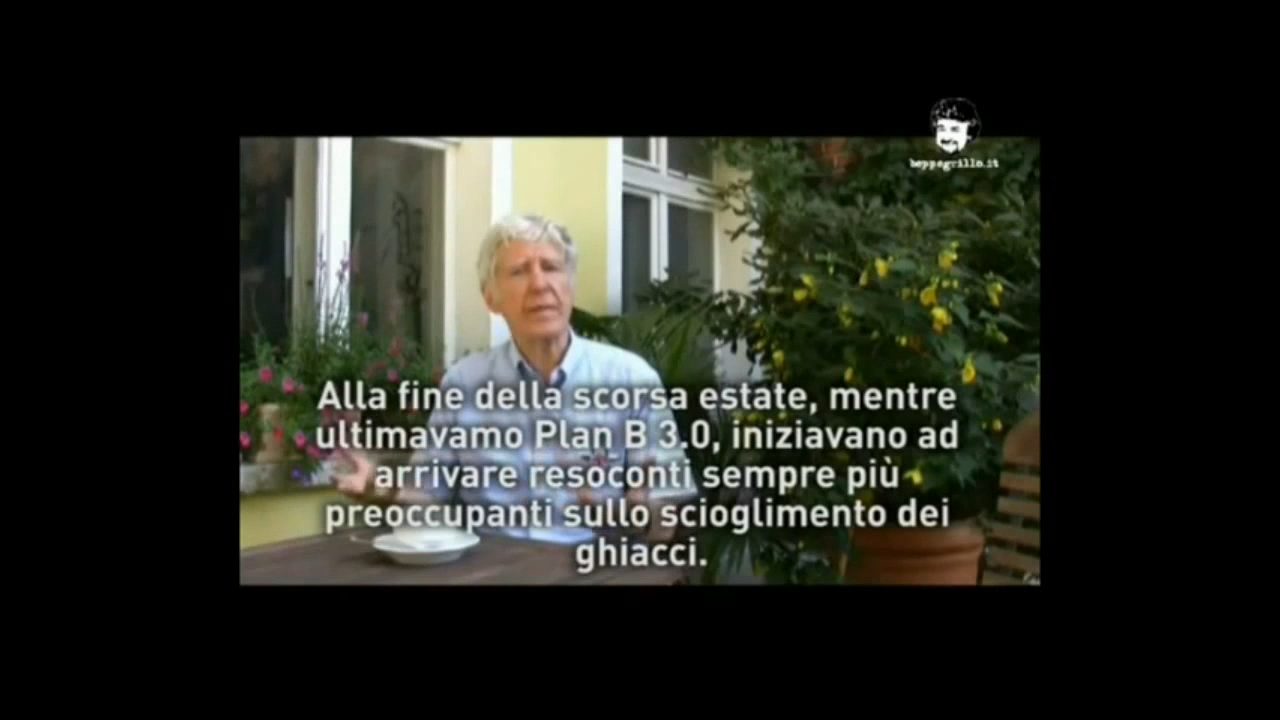 beppegrillo.it
Alla fine della scorsa estate, mentre
ultimavamo Plan B 3.0, iniziavano ad
arrivare resoconti sempre più
preoccupanti sullo scioglimento dei
ghiacci.